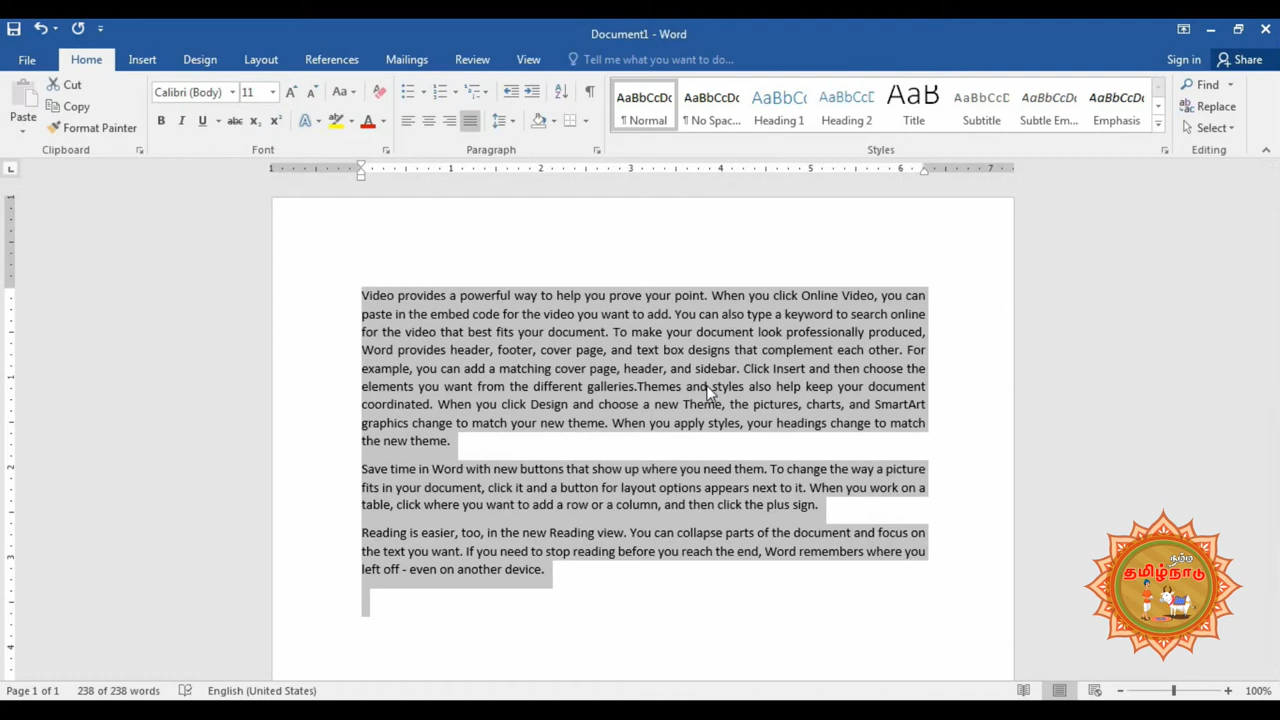 Document1 - Word
File Home Insert Design Layout References Mailings Review View Tell me what you want to do... Sign in Share
Paste
Cut
Copy
Format Painter
Clipboard
Calibri (Body) 11 Aa
B I U abc X₂ X² A A
Font
Paragraph
AaBbCcDc AaBbCcDc AaBbCc AaBbCcD AaB AaBbCcD AaBbCcDc AaBbCcDc
¶ Normal ¶ No Spac... Heading 1 Heading 2 Title Subtitle Subtle Em... Emphasis
Styles
Find
Replace
Select
Editing
1 1 2 3 4 5 6 7
Video provides a powerful way to help you prove your point. When you click Online Video, you can
paste in the embed code for the video you want to add. You can also type a keyword to search online
for the video that best fits your document. To make your document look professionally produced,
Word provides header, footer, cover page, and text box designs that complement each other. For
example, you can add a matching cover page, header, and sidebar. Click Insert and then choose the
elements you want from the different galleries.Themes and styles also help keep your document
coordinated. When you click Design and choose a new Theme, the pictures, charts, and SmartArt
graphics change to match your new theme. When you apply styles, your headings change to match
the new theme.
Save time in Word with new buttons that show up where you need them. To change the way a picture
fits in your document, click it and a button for layout options appears next to it. When you work on a
table, click where you want to add a row or a column, and then click the plus sign.
Reading is easier, too, in the new Reading view. You can collapse parts of the document and focus on
the text you want. If you need to stop reading before you reach the end, Word remembers where you
left off - even on another device.
நம்ம
தமிழ்நாடு
Page 1 of 1 238 of 238 words English (United States) 100%